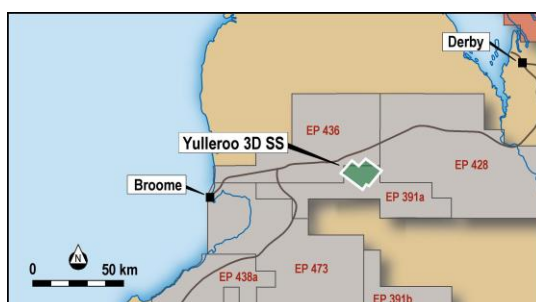 Derby
EP 436
Yulleroo 3D SS
EP 428
Broome
EP 391a
N
0 50 km
EP 438a
EP 473
EP 391b